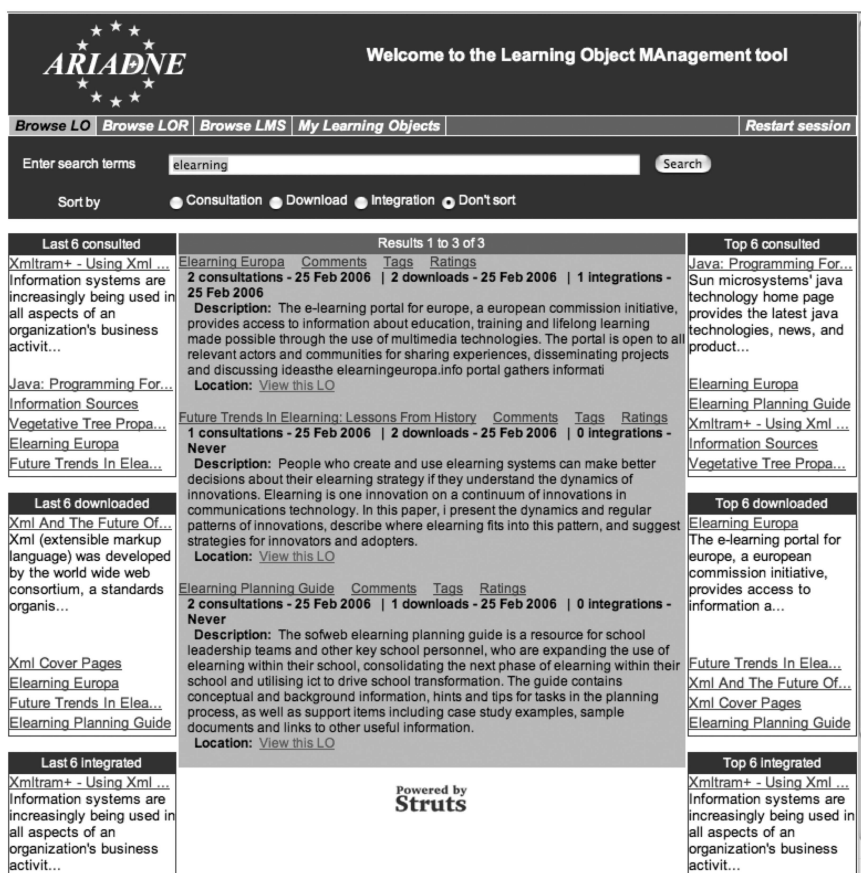 ARIADNE
Welcome to the Learning Object MAnagement tool
Browse LO Browse LOR Browse LMS My Learning Objects Restart session
Enter search terms elearning Search
Sort by Consultation Download Integration Don't sort
Last 6 consulted
Xmltram+ - Using Xml ...
Information systems are
increasingly being used in
all aspects of an
organization's business
activit...
Java: Programming For...
Information Sources
Vegetative Tree Propa...
Elearning Europa
Future Trends In Elea...
Last 6 downloaded
Xml And The Future Of...
Xml (extensible markup
language) was developed
by the world wide web
consortium, a standards
organis...
Xml Cover Pages
Elearning Europa
Future Trends In Elea...
Elearning Planning Guide
Last 6 integrated
Xmltram+ - Using Xml ...
Information systems are
increasingly being used in
all aspects of an
organization's business
activit...
Results 1 to 3 of 3
Elearning Europa Comments Tags Ratings
2 consultations - 25 Feb 2006 | 2 downloads - 25 Feb 2006 | 1 integrations -
25 Feb 2006
Description: The e-learning portal for europe, a european commission initiative,
provides access to information about education, training and lifelong learning
made possible through the use of multimedia technologies. The portal is open to all
relevant actors and communities for sharing experiences, disseminating projects
and discussing ideasthe elearningeuropa.info portal gathers informati
Location: View this LO
Future Trends In Elearning: Lessons From History Comments Tags Ratings
1 consultations - 25 Feb 2006 | 2 downloads - 25 Feb 2006 | 0 integrations -
Never
Description: People who create and use elearning systems can make better
decisions about their elearning strategy if they understand the dynamics of
innovations. Elearning is one innovation on a continuum of innovations in
communications technology. In this paper, i present the dynamics and regular
patterns of innovations, describe where elearning fits into this pattern, and suggest
strategies for innovators and adopters.
Location: View this LO
Elearning Planning Guide Comments Tags Ratings
2 consultations - 25 Feb 2006 | 1 downloads - 25 Feb 2006 | 0 integrations -
Never
Description: The sofweb elearning planning guide is a resource for school
leadership teams and other key school personnel, who are expanding the use of
elearning within their school, consolidating the next phase of elearning within their
school and utilising ict to drive school transformation. The guide contains
conceptual and background information, hints and tips for tasks in the planning
process, as well as support items including case study examples, sample
documents and links to other useful information.
Location: View this LO
Powered by
Struts
Top 6 consulted
Java: Programming For...
Sun microsystems' java
technology home page
provides the latest java
technologies, news, and
product...
Elearning Europa
Elearning Planning Guide
Xmltram+ - Using Xml ...
Information Sources
Vegetative Tree Propa...
Top 6 downloaded
Elearning Europa
The e-learning portal for
europe, a european
commission initiative,
provides access to
information a...
Future Trends In Elea...
Xml And The Future Of...
Xml Cover Pages
Elearning Planning Guide
Top 6 integrated
Xmltram+ - Using Xml ...
Information systems are
increasingly being used in
all aspects of an
organization's business
activit...